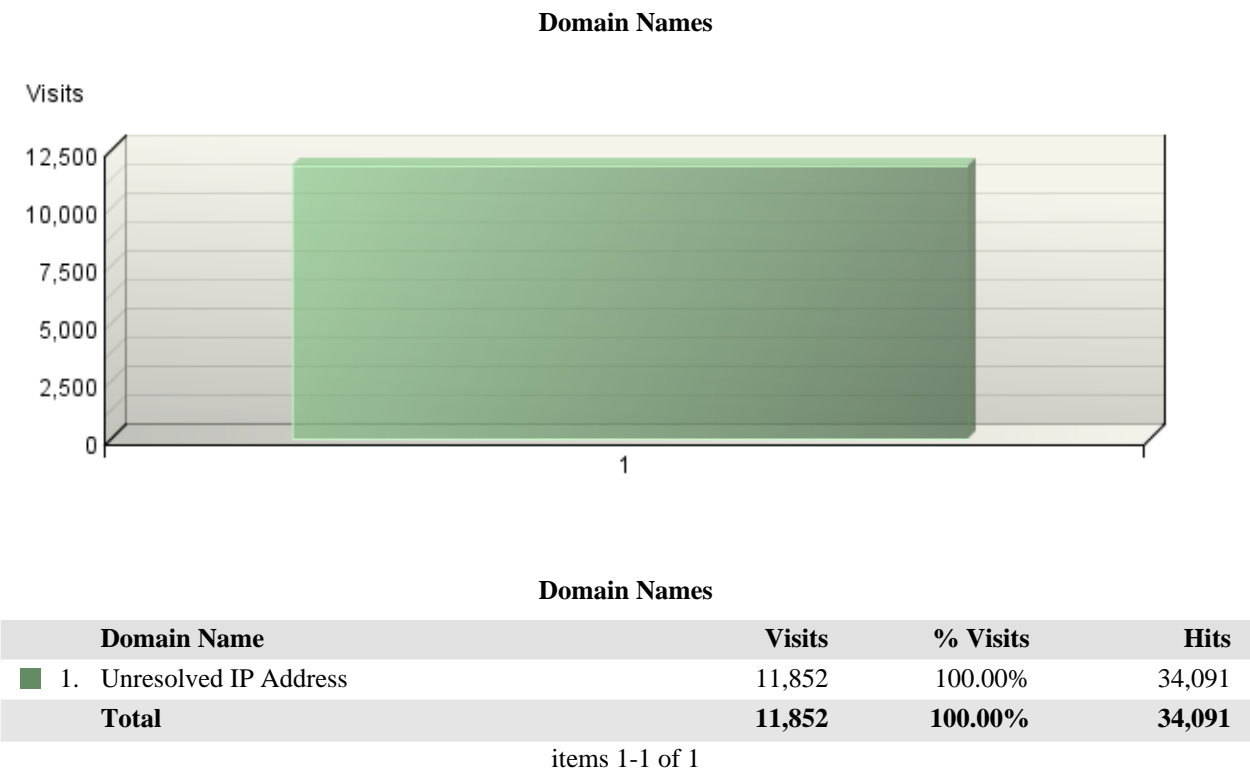 Domain Names
Visits
12,500
10,000
7,500
5,000
2,500
0
1
Domain Names
Domain Name Visits % Visits Hits
1. Unresolved IP Address 11,852 100.00% 34,091
Total 11,852 100.00% 34,091
items 1-1 of 1